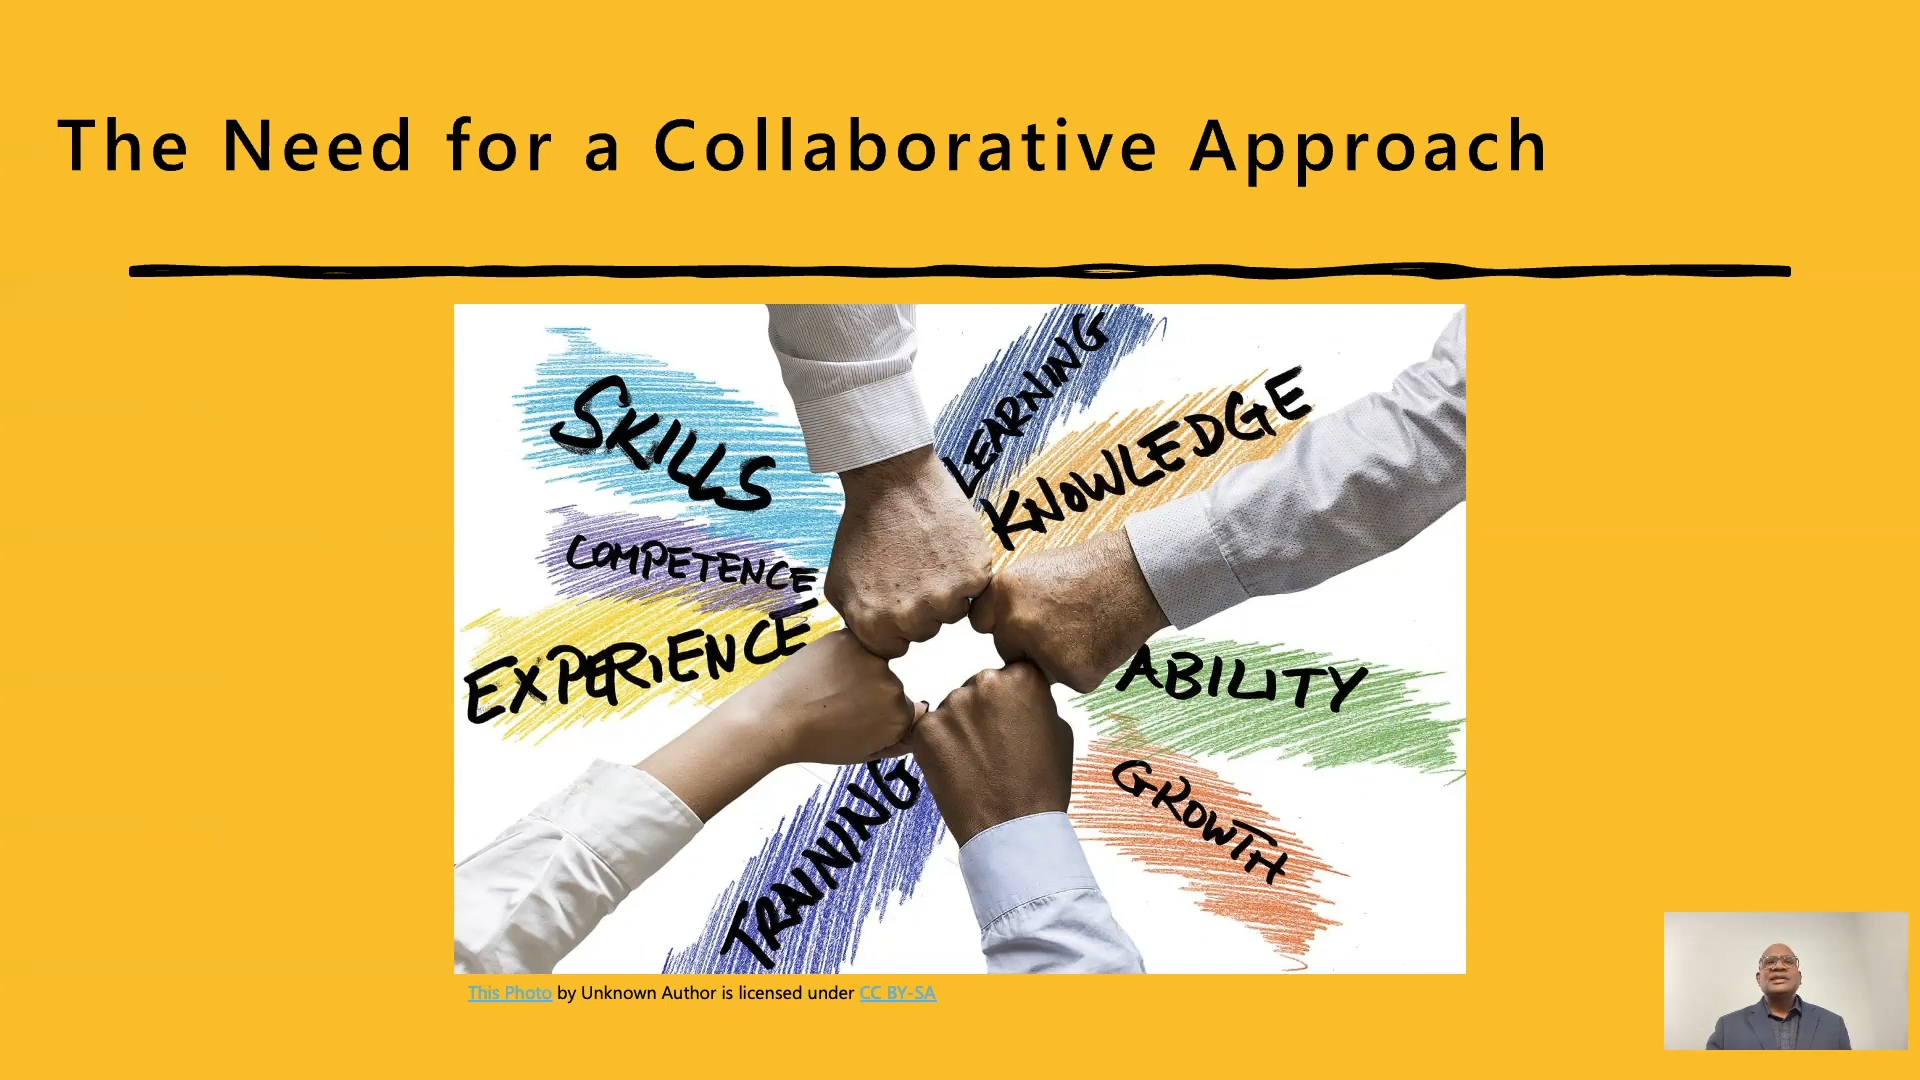 The Need for a Collaborative Approach
SKILLS
LEARNING
KNOWLEDGE
COMPETENCE
EXPERIENCE
ABILITY
GROWTH
TRAINING
This Photo by Unknown Author is licensed under CC BY-SA